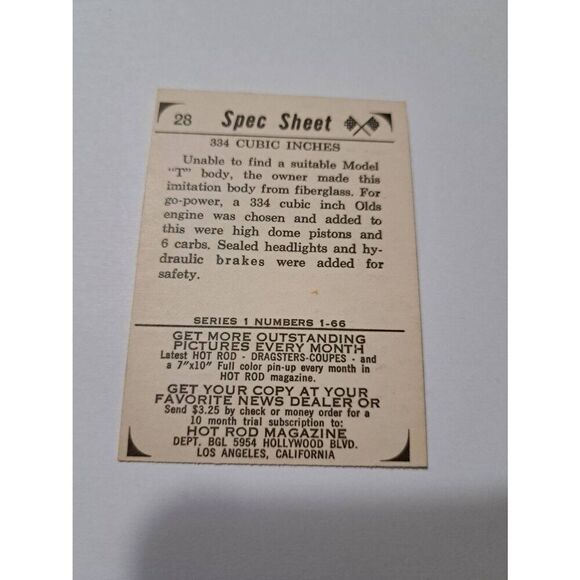 28 Spec Sheet
334 CUBIC INCHES
Unable to find a suitable Model
"T" body, the owner made this
imitation body from fiberglass. For
go-power, a 334 cubic inch Olds
engine was chosen and added to
this were high dome pistons and
6 carbs. Sealed headlights and hy-
draulic brakes were added for
safety.
SERIES 1 NUMBERS 1-66
GET MORE OUTSTANDING
PICTURES EVERY MONTH
Latest HOT ROD - DRAGSTERS-COUPES - and
a 7"x10" Full color pin-up every month in
HOT ROD magazine.
GET YOUR COPY AT YOUR
FAVORITE NEWS DEALER OR
Send $3.25 by check or money order for a
10 month trial subscription to:
HOT ROD MAGAZINE
DEPT. BGL 5954 HOLLYWOOD BLVD.
LOS ANGELES, CALIFORNIA